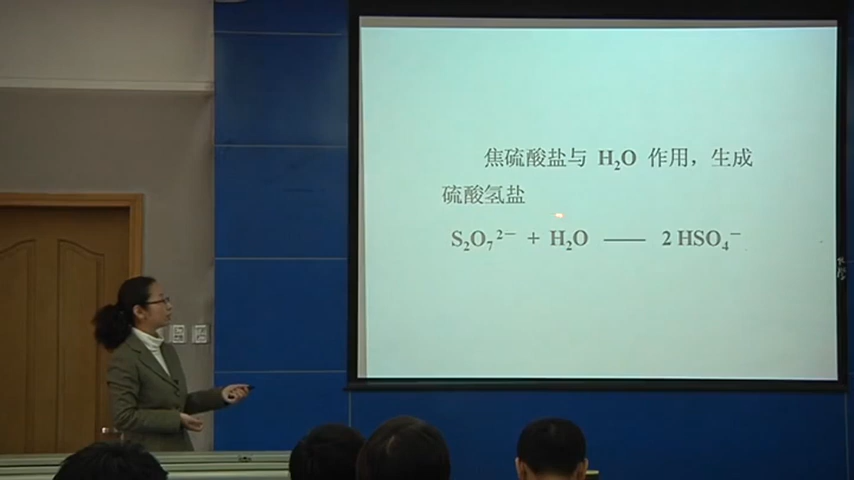 焦硫酸盐与 H₂O 作用，生成
硫酸氢盐
S₂O₇²⁻ + H₂O —— 2 HSO₄⁻